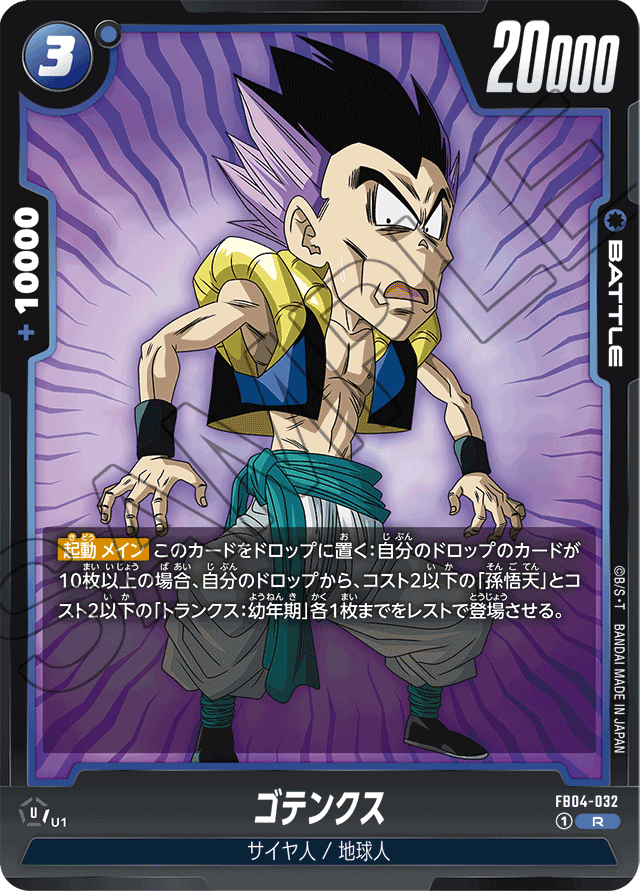 3
20000
+ 10000
BATTLE
SAMPLE
起動 メイン このカードをドロップに置く:自分のドロップのカードが
10枚以上の場合、自分のドロップから、コスト2以下の「孫悟天」とコ
スト2以下の「トランクス:幼年期」各1枚までをレストで登場させる。
©B/S・T BANDAI MADE IN JAPAN
U/U1
ゴテンクス
FB04-032
1 R
サイヤ人 / 地球人